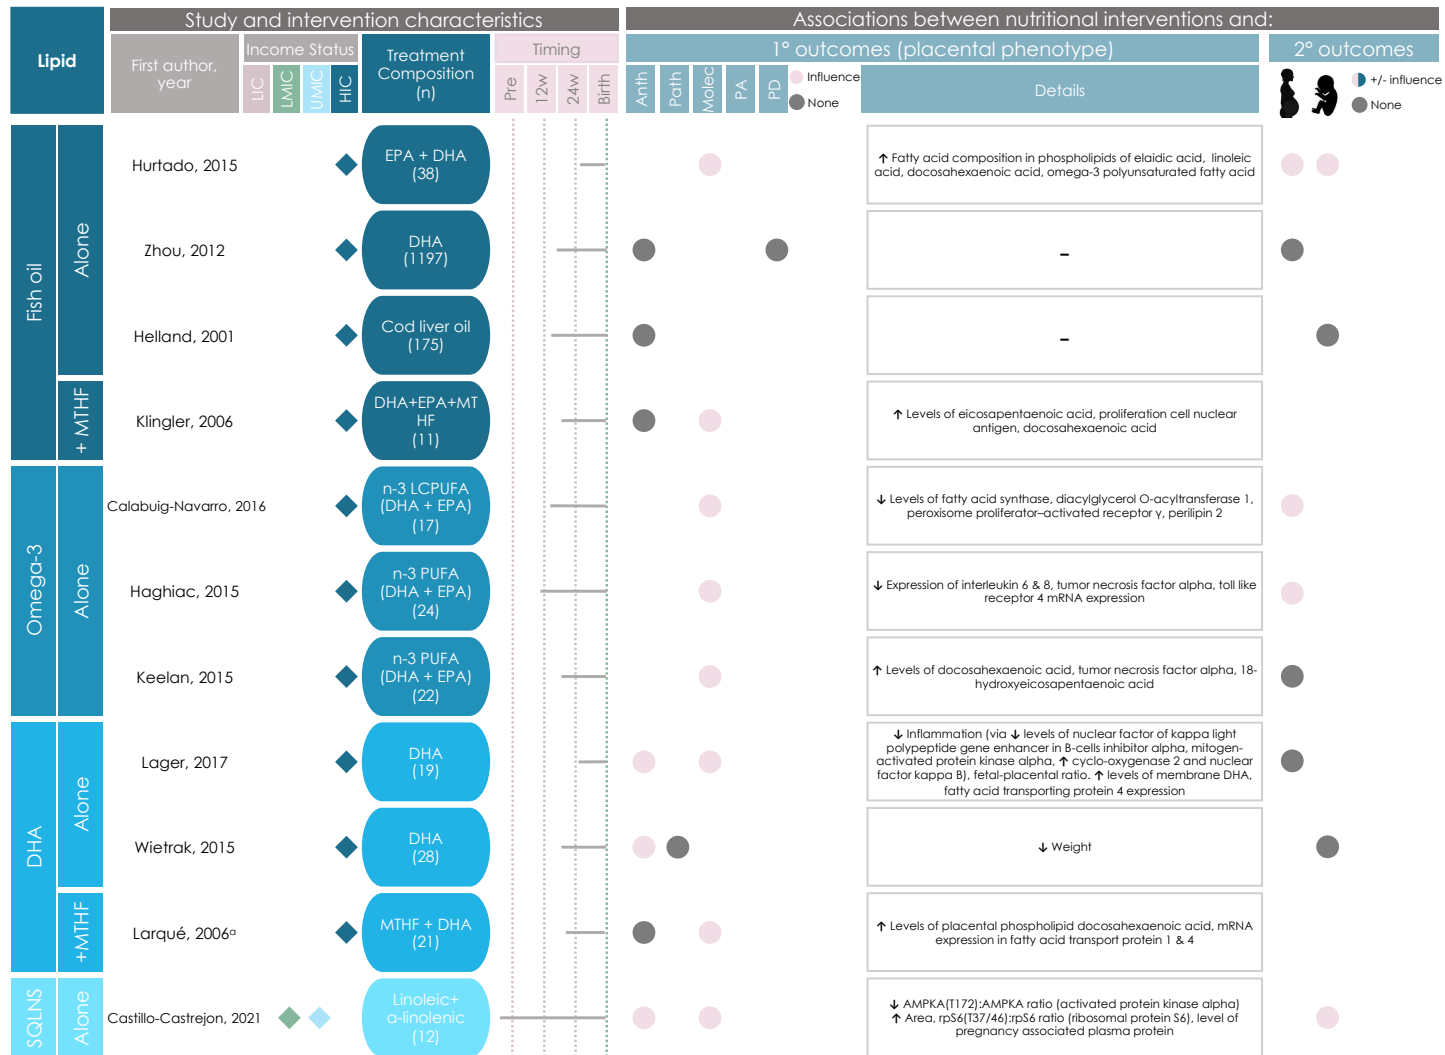 Study and intervention characteristics
Associations between nutritional interventions and:
Lipid
First author,
year
Income Status
LIC
LMIC
UMIC
HIC
Treatment
Composition
(n)
Timing
Pre
12w
24w
Birth
1° outcomes (placental phenotype)
Anth
Path
Molec
PA
PD
Influence
None
Details
2° outcomes
+/- influence
None
Fish oil
Alone
Hurtado, 2015
EPA + DHA
(38)
↑ Fatty acid composition in phospholipids of elaidic acid, linoleic
acid, docosahexaenoic acid, omega-3 polyunsaturated fatty acid
Zhou, 2012
DHA
(1197)
–
Helland, 2001
Cod liver oil
(175)
–
+ MTHF
Klingler, 2006
DHA+EPA+MT
HF
(11)
↑ Levels of eicosapentaenoic acid, proliferation cell nuclear
antigen, docosahexaenoic acid
Omega-3
Alone
Calabuig-Navarro, 2016
n-3 LCPUFA
(DHA + EPA)
(17)
↓ Levels of fatty acid synthase, diacylglycerol O-acyltransferase 1,
peroxisome proliferator–activated receptor γ, perilipin 2
Haghiac, 2015
n-3 PUFA
(DHA + EPA)
(24)
↓ Expression of interleukin 6 & 8, tumor necrosis factor alpha, toll like
receptor 4 mRNA expression
Keelan, 2015
n-3 PUFA
(DHA + EPA)
(22)
↑ Levels of docosahexaenoic acid, tumor necrosis factor alpha, 18-
hydroxyeicosapentaenoic acid
DHA
Alone
Lager, 2017
DHA
(19)
↓ Inflammation (via ↓ levels of nuclear factor of kappa light
polypeptide gene enhancer in B-cells inhibitor alpha, mitogen-
activated protein kinase alpha, ↑ cyclo-oxygenase 2 and nuclear
factor kappa B), fetal-placental ratio. ↑ levels of membrane DHA,
fatty acid transporting protein 4 expression
Wietrak, 2015
DHA
(28)
↓ Weight
+MTHF
Larqué, 2006ᵃ
MTHF + DHA
(21)
↑ Levels of placental phospholipid docosahexaenoic acid, mRNA
expression in fatty acid transport protein 1 & 4
SQLNS
Alone
Castillo-Castrejon, 2021
Linoleic+
α-linolenic
(12)
↓ AMPKA(T172):AMPKA ratio (activated protein kinase alpha)
↑ Area, rpS6(T37/46):rpS6 ratio (ribosomal protein S6), level of
pregnancy associated plasma protein